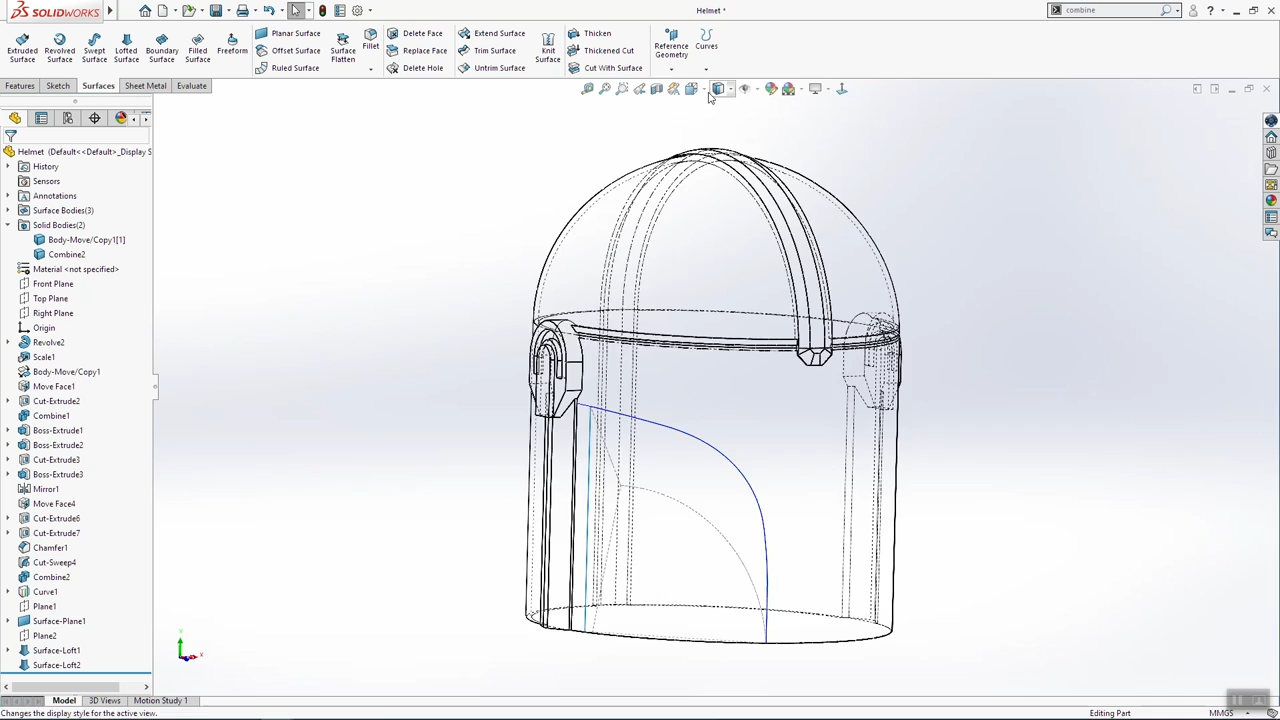 SOLIDWORKS
Helmet *
combine
Extruded Surface
Revolved Surface
Swept Surface
Lofted Surface
Boundary Surface
Filled Surface
Freeform
Planar Surface
Offset Surface
Ruled Surface
Surface Flatten
Fillet
Delete Face
Replace Face
Delete Hole
Extend Surface
Trim Surface
Untrim Surface
Knit Surface
Thicken
Thickened Cut
Cut With Surface
Reference Geometry
Curves
Features
Sketch
Surfaces
Sheet Metal
Evaluate
Helmet (Default<<Default>_Display S
History
Sensors
Annotations
Surface Bodies(3)
Solid Bodies(2)
Body-Move/Copy1[1]
Combine2
Material <not specified>
Front Plane
Top Plane
Right Plane
Origin
Revolve2
Scale1
Body-Move/Copy1
Move Face1
Cut-Extrude2
Combine1
Boss-Extrude1
Boss-Extrude2
Cut-Extrude3
Boss-Extrude3
Mirror1
Move Face4
Cut-Extrude6
Cut-Extrude7
Chamfer1
Cut-Sweep4
Combine2
Curve1
Plane1
Surface-Plane1
Plane2
Surface-Loft1
Surface-Loft2
Model
3D Views
Motion Study 1
Changes the display style for the active view.
Editing Part
MMGS